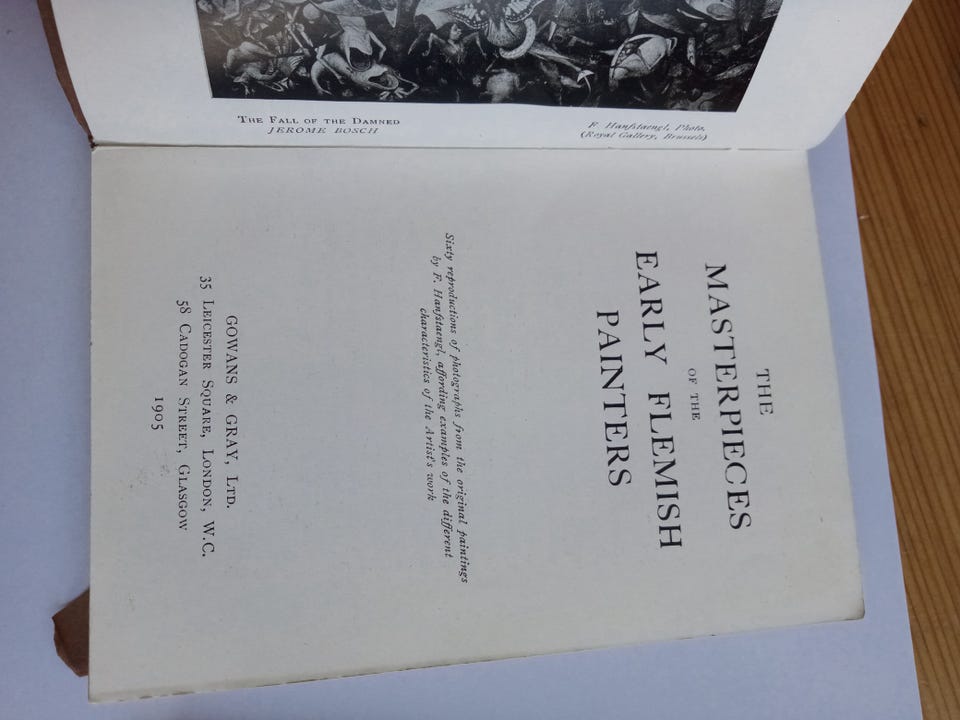 The Fall of the Damned
JEROME BOSCH
F. Hanfstaengl, Photo.
(Royal Gallery, Brussels)
THE
MASTERPIECES
OF THE
EARLY FLEMISH
PAINTERS
Sixty reproductions of photographs from the original paintings
by F. Hanfstaengl, affording examples of the different
characteristics of the Artist's work
GOWANS & GRAY, Ltd.
35 Leicester Square, London, W.C.
58 Cadogan Street, Glasgow
1905